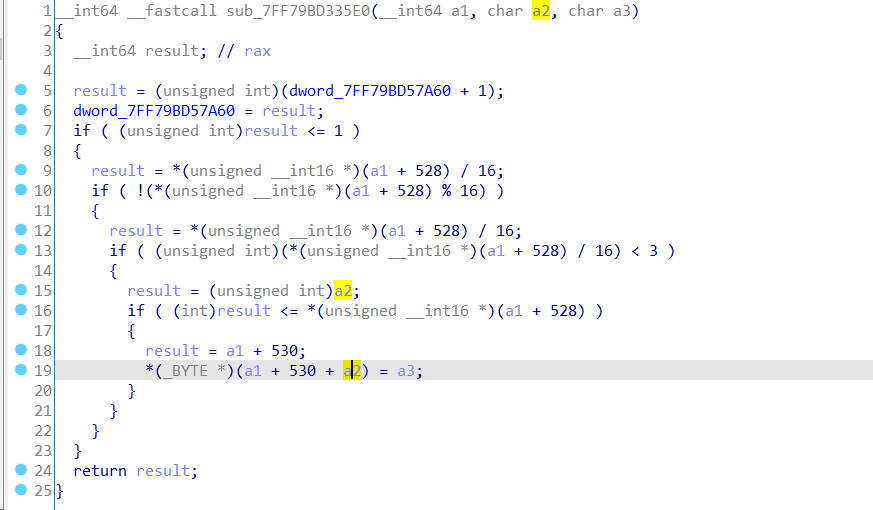 1 __int64 __fastcall sub_7FF79BD335E0(__int64 a1, char a2, char a3)
2 {
3   __int64 result; // rax
4
5   result = (unsigned int)(dword_7FF79BD57A60 + 1);
6   dword_7FF79BD57A60 = result;
7   if ( (unsigned int)result <= 1 )
8   {
9     result = *(unsigned __int16 *)(a1 + 528) / 16;
10     if ( !(*(unsigned __int16 *)(a1 + 528) % 16) )
11     {
12       result = *(unsigned __int16 *)(a1 + 528) / 16;
13       if ( (unsigned int)(*(unsigned __int16 *)(a1 + 528) / 16) < 3 )
14       {
15         result = (unsigned int)a2;
16         if ( (int)result <= *(unsigned __int16 *)(a1 + 528) )
17         {
18           result = a1 + 530;
19           *(_BYTE *)(a1 + 530 + a2) = a3;
20         }
21       }
22     }
23   }
24   return result;
25 }